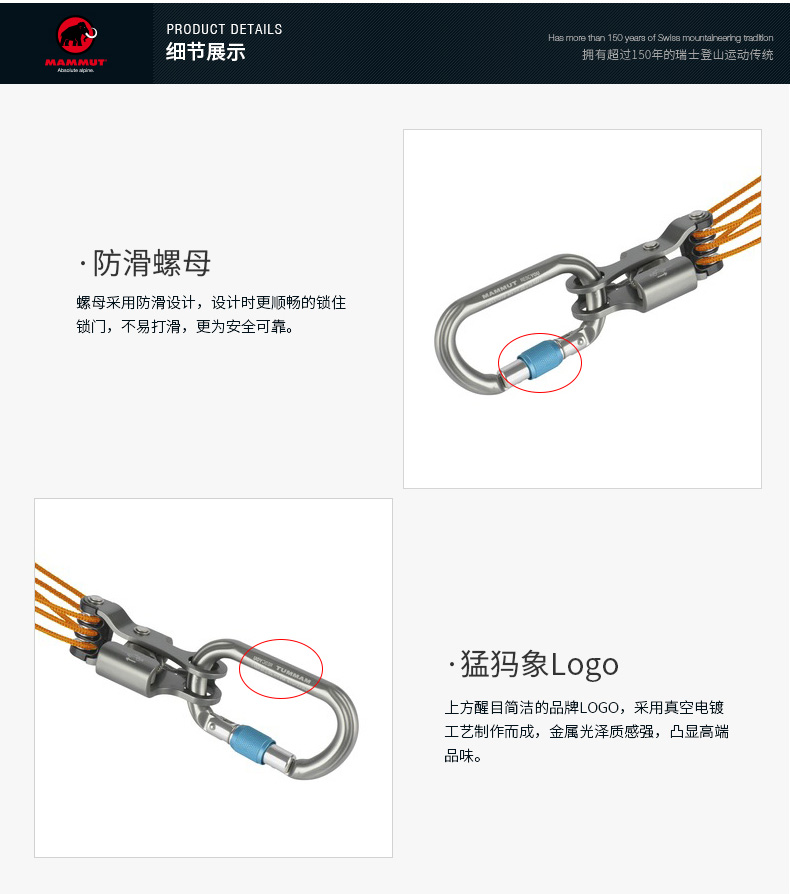 MAMMUT
Absolute alpine.
PRODUCT DETAILS
细节展示
Has more than 150 years of Swiss mountaineering tradition
拥有超过150年的瑞士登山运动传统
·防滑螺母
螺母采用防滑设计，设计时更顺畅的锁住
锁门，不易打滑，更为安全可靠。
MAMMUT
·猛犸象Logo
上方醒目简洁的品牌LOGO，采用真空电镀
工艺制作而成，金属光泽质感强，凸显高端
品味。